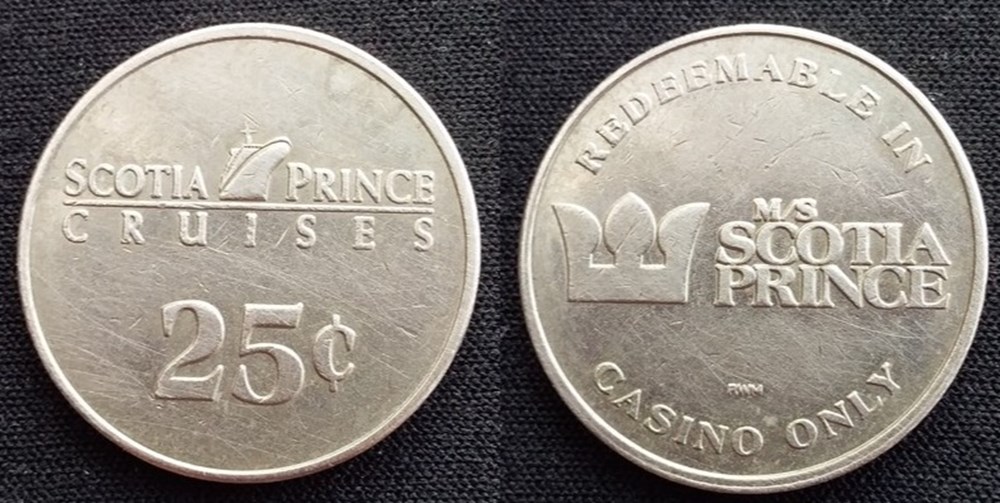 SCOTIA PRINCE
CRUISES
25¢
REDEEMABLE IN
M/S
SCOTIA
PRINCE
RWM
CASINO ONLY